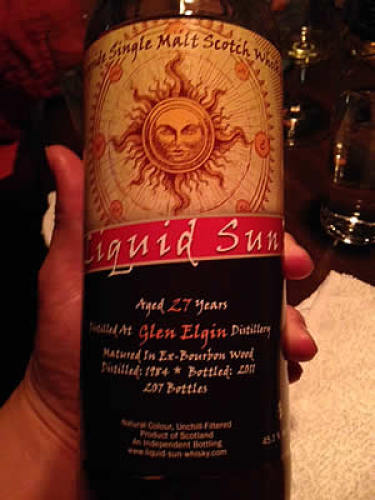 Single Malt Scotch
Liquid Sun
Aged 27 Years
Distilled At Glen Elgin Distillery
Matured In Ex-Bourbon Wood
Distilled: 1984 * Bottled: 2011
207 Bottles
Natural Colour, Unchill-Filtered
Product of Scotland
An Independent Bottling
www.liquid-sun-whisky.com